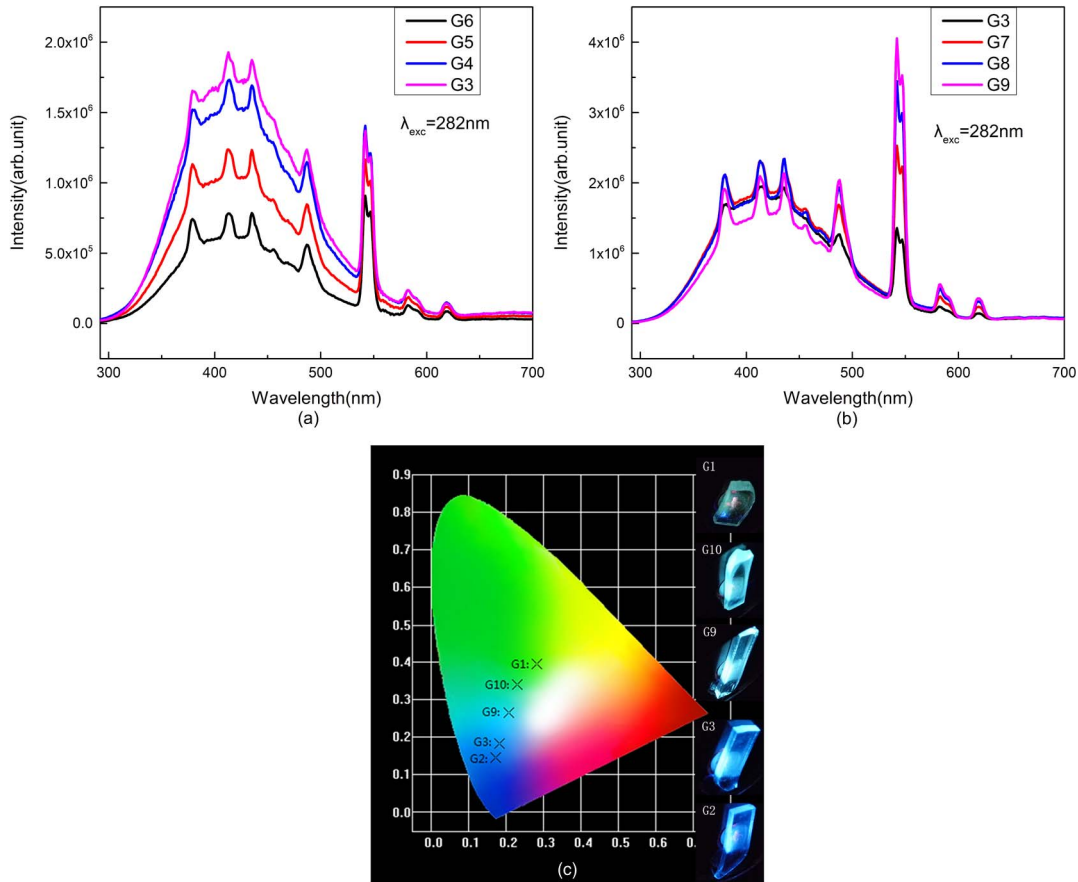 G6
G5
G4
G3
λexc=282nm
2.0x10⁶
1.5x10⁶
1.0x10⁶
5.0x10⁵
0.0
Intensity(arb.unit)
300 400 500 600 700
Wavelength(nm)
(a)
G3
G7
G8
G9
λexc=282nm
4x10⁶
3x10⁶
2x10⁶
1x10⁶
0
Intensity(arb.unit)
300 400 500 600 700
Wavelength(nm)
(b)
0.9
0.8
0.7
0.6
0.5
0.4
0.3
0.2
0.1
0.0
G1:
G10:
G9:
G3:
G2:
0.0 0.1 0.2 0.3 0.4 0.5 0.6 0.
(c)
G1
G10
G9
G3
G2